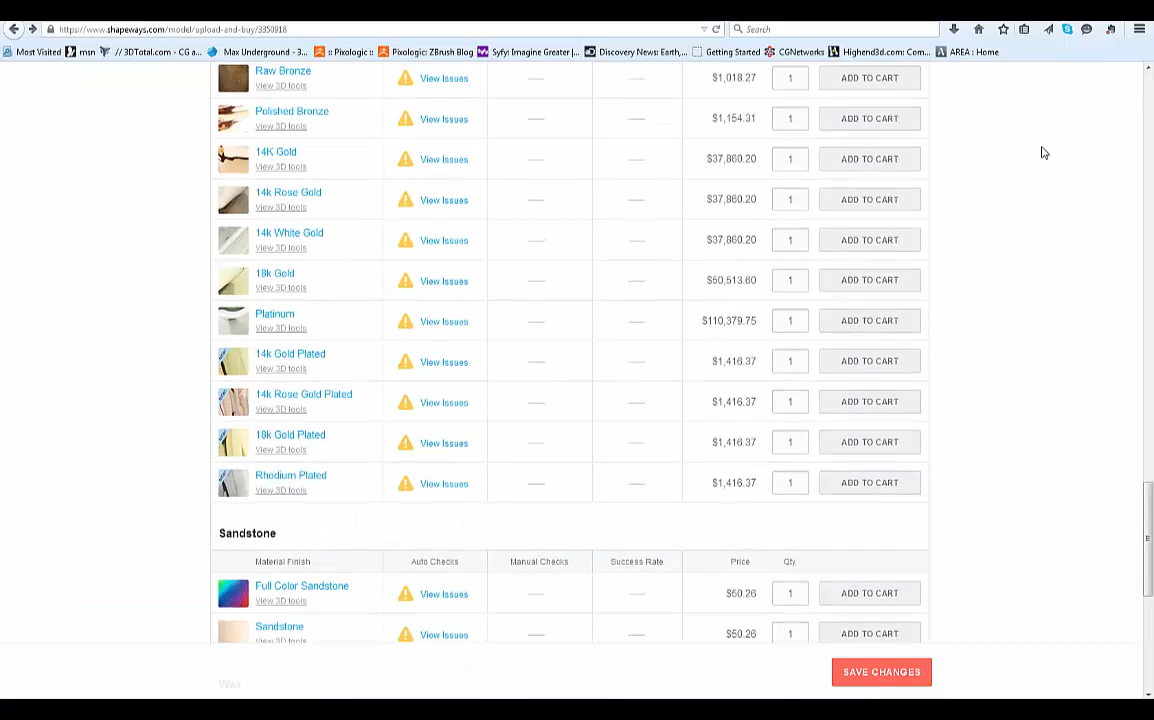 https://www.shapeways.com/model/upload-and-buy/3350918
Search
Most Visited msn // 3DTotal.com - CG a... Max Underground - 3... :: Pixologic :: Pixologic: ZBrush Blog Syfy: Imagine Greater |... Discovery News: Earth,... Getting Started CGNetworks Highend3d.com: Com... AREA : Home
Raw Bronze
View 3D tools
View Issues
$1,018.27
1
ADD TO CART
Polished Bronze
View 3D tools
View Issues
$1,154.31
1
ADD TO CART
14K Gold
View 3D tools
View Issues
$37,860.20
1
ADD TO CART
14k Rose Gold
View 3D tools
View Issues
$37,860.20
1
ADD TO CART
14k White Gold
View 3D tools
View Issues
$37,860.20
1
ADD TO CART
18k Gold
View 3D tools
View Issues
$50,513.60
1
ADD TO CART
Platinum
View 3D tools
View Issues
$110,379.75
1
ADD TO CART
14k Gold Plated
View 3D tools
View Issues
$1,416.37
1
ADD TO CART
14k Rose Gold Plated
View 3D tools
View Issues
$1,416.37
1
ADD TO CART
18k Gold Plated
View 3D tools
View Issues
$1,416.37
1
ADD TO CART
Rhodium Plated
View 3D tools
View Issues
$1,416.37
1
ADD TO CART
Sandstone
Material Finish Auto Checks Manual Checks Success Rate Price Qty.
Full Color Sandstone
View 3D tools
View Issues
$50.26
1
ADD TO CART
Sandstone
View 3D tools
View Issues
$50.26
1
ADD TO CART
Wax
SAVE CHANGES